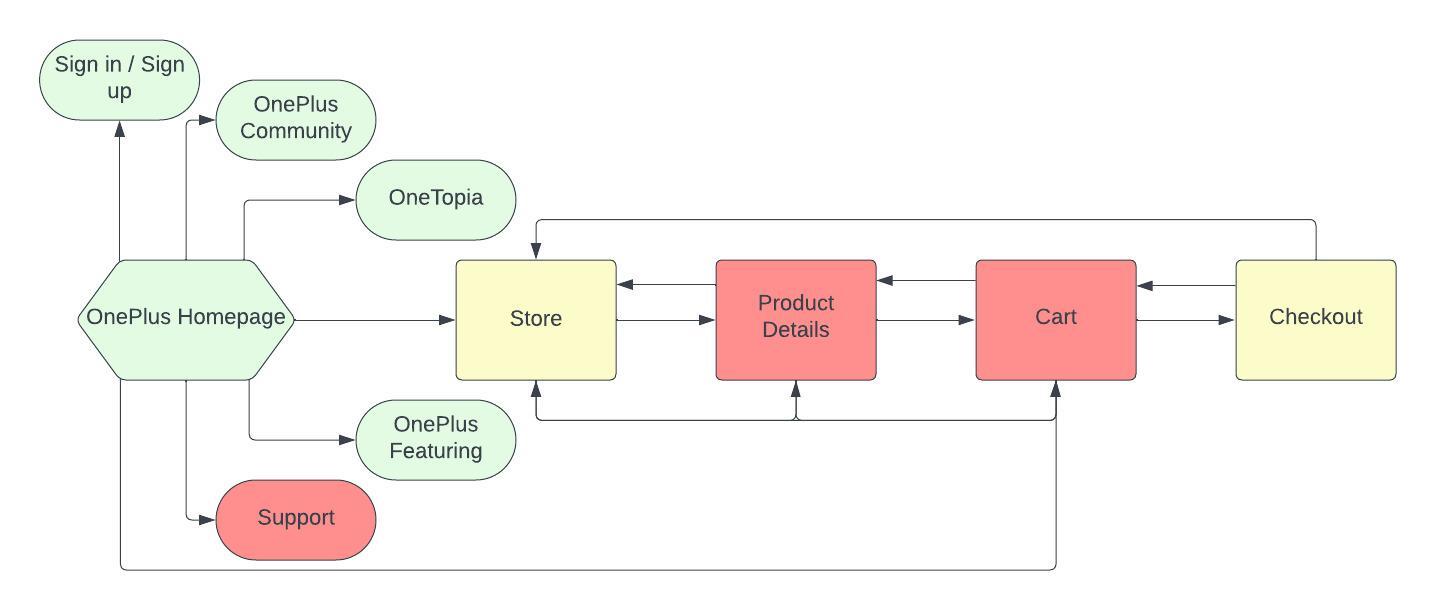 Sign in / Sign
up
OnePlus
Community
OneTopia
OnePlus Homepage
Store
Product
Details
Cart
Checkout
OnePlus
Featuring
Support